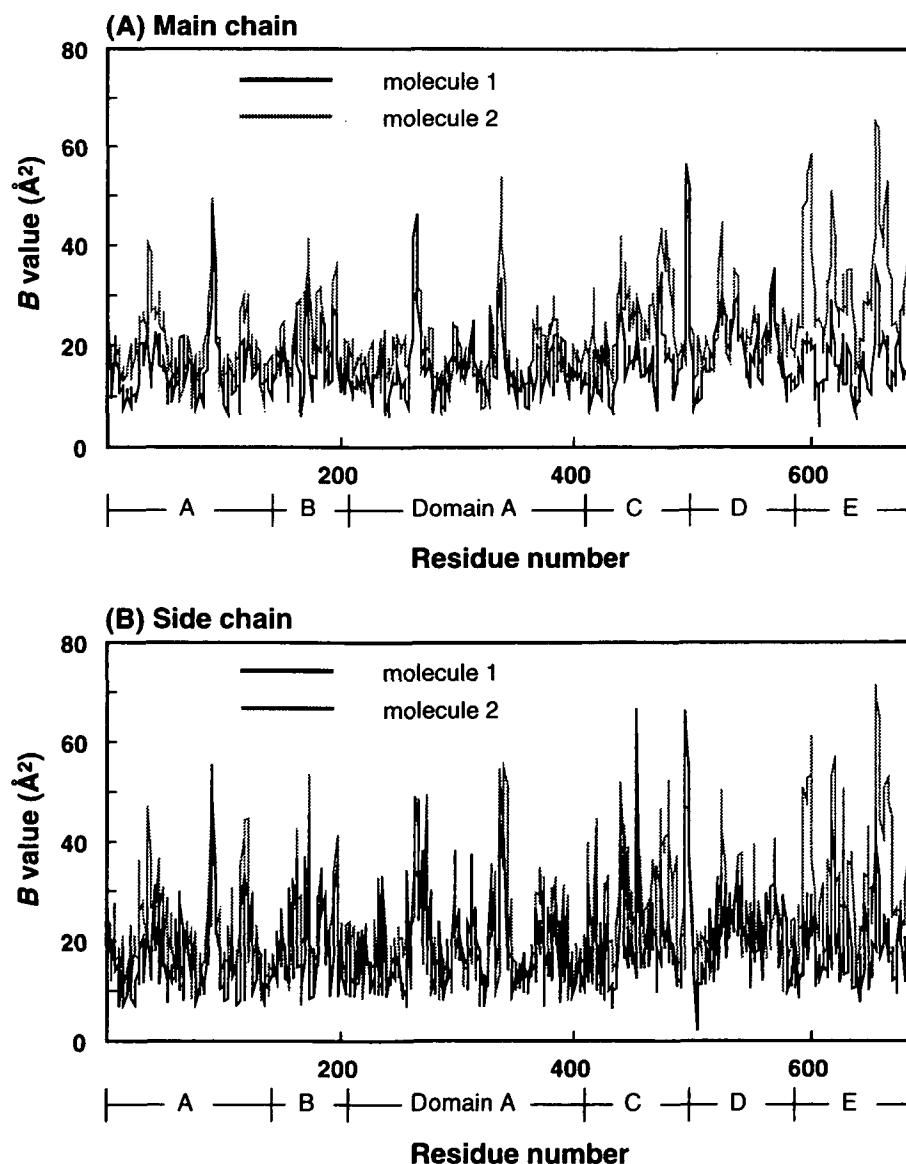 (A) Main chain
80
60
40
20
0
B value (Å²)
molecule 1
molecule 2
200
400
600
A
B
Domain A
C
D
E
Residue number
(B) Side chain
80
60
40
20
0
B value (Å²)
molecule 1
molecule 2
200
400
600
A
B
Domain A
C
D
E
Residue number